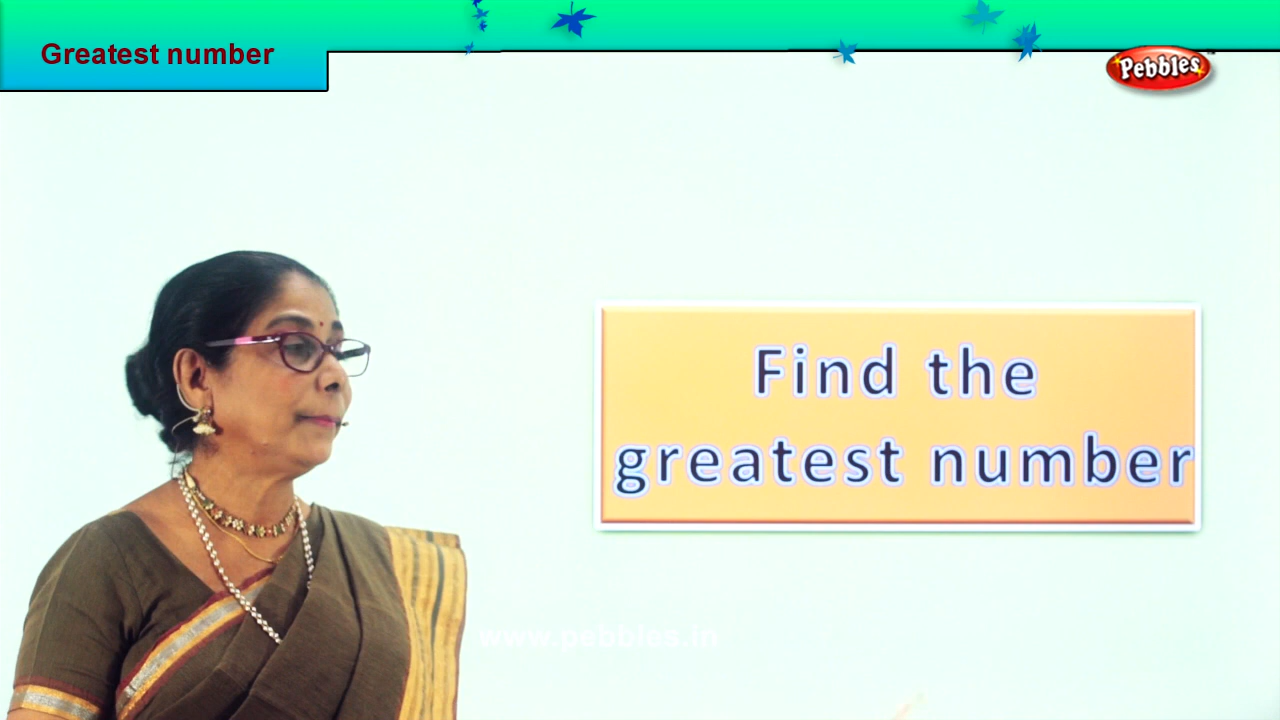 Greatest number
Pebbles
Find the
greatest number
www.pebbles.in